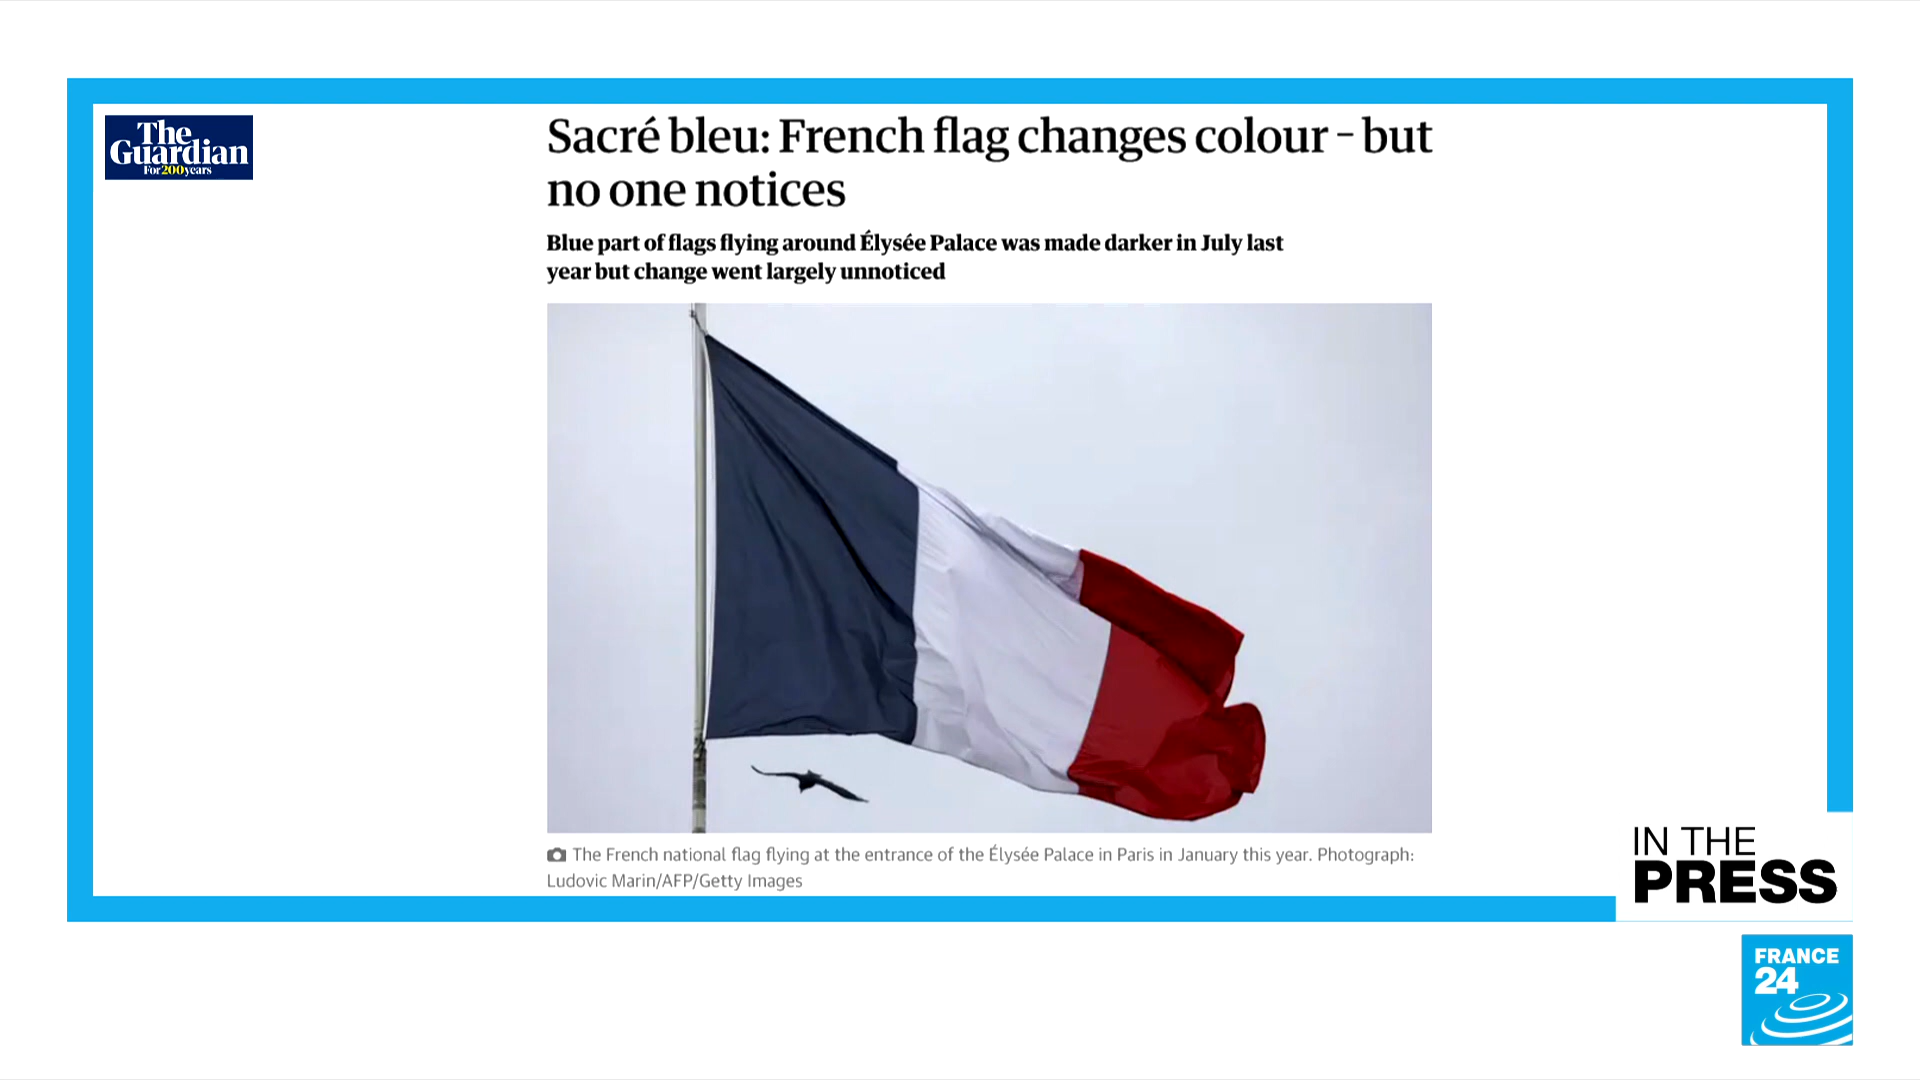 The
Guardian
For 200 years
Sacré bleu: French flag changes colour – but
no one notices
Blue part of flags flying around Élysée Palace was made darker in July last
year but change went largely unnoticed
The French national flag flying at the entrance of the Élysée Palace in Paris in January this year. Photograph:
Ludovic Marin/AFP/Getty Images
IN THE
PRESS
FRANCE
24